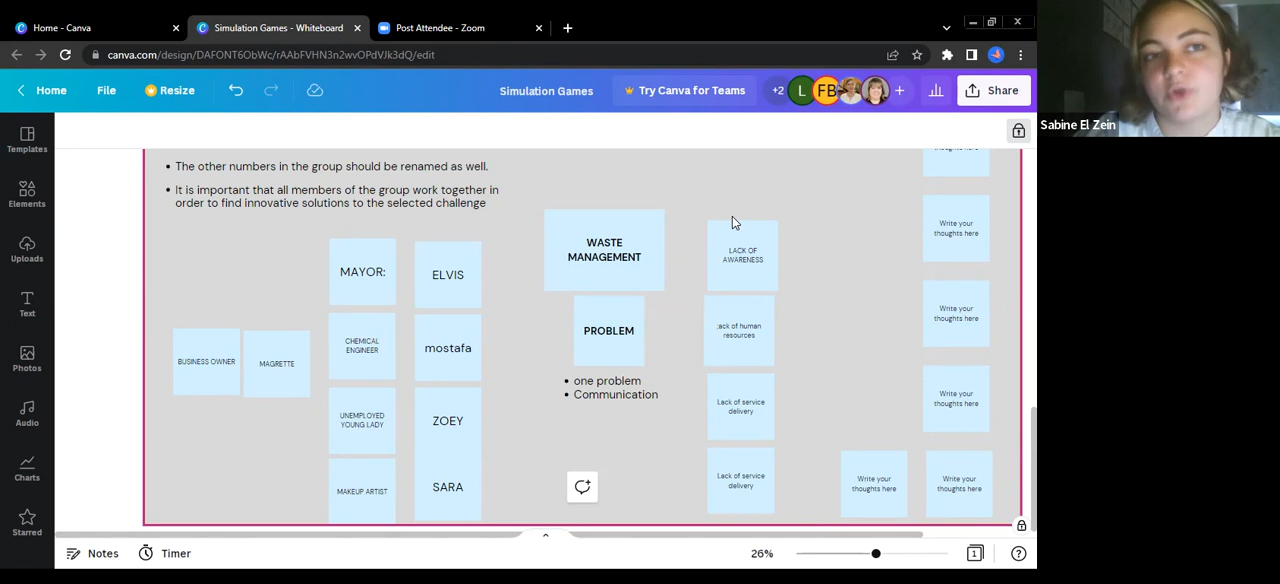 Home - Canva
Simulation Games - Whiteboard
Post Attendee - Zoom
canva.com/design/DAFONT6ObWc/rAAbFVHN3n2wvOPdVJk3dQ/edit
Home
File
Resize
Simulation Games
Try Canva for Teams
+2
L
FB
Share
Sabine El Zein
Templates
Elements
Uploads
Text
Photos
Audio
Charts
Starred
The other numbers in the group should be renamed as well.
It is important that all members of the group work together in
order to find innovative solutions to the selected challenge
BUSINESS OWNER
MAGRETTE
MAYOR:
ELVIS
CHEMICAL
ENGINEER
mostafa
UNEMPLOYED
YOUNG LADY
ZOEY
MAKEUP ARTIST
SARA
WASTE
MANAGEMENT
PROBLEM
one problem
Communication
LACK OF
AWARENESS
;ack of human
resources
Lack of service
delivery
Lack of service
delivery
thoughts here
Write your
thoughts here
Write your
thoughts here
Write your
thoughts here
Write your
thoughts here
Write your
thoughts here
Notes
Timer
26%
1